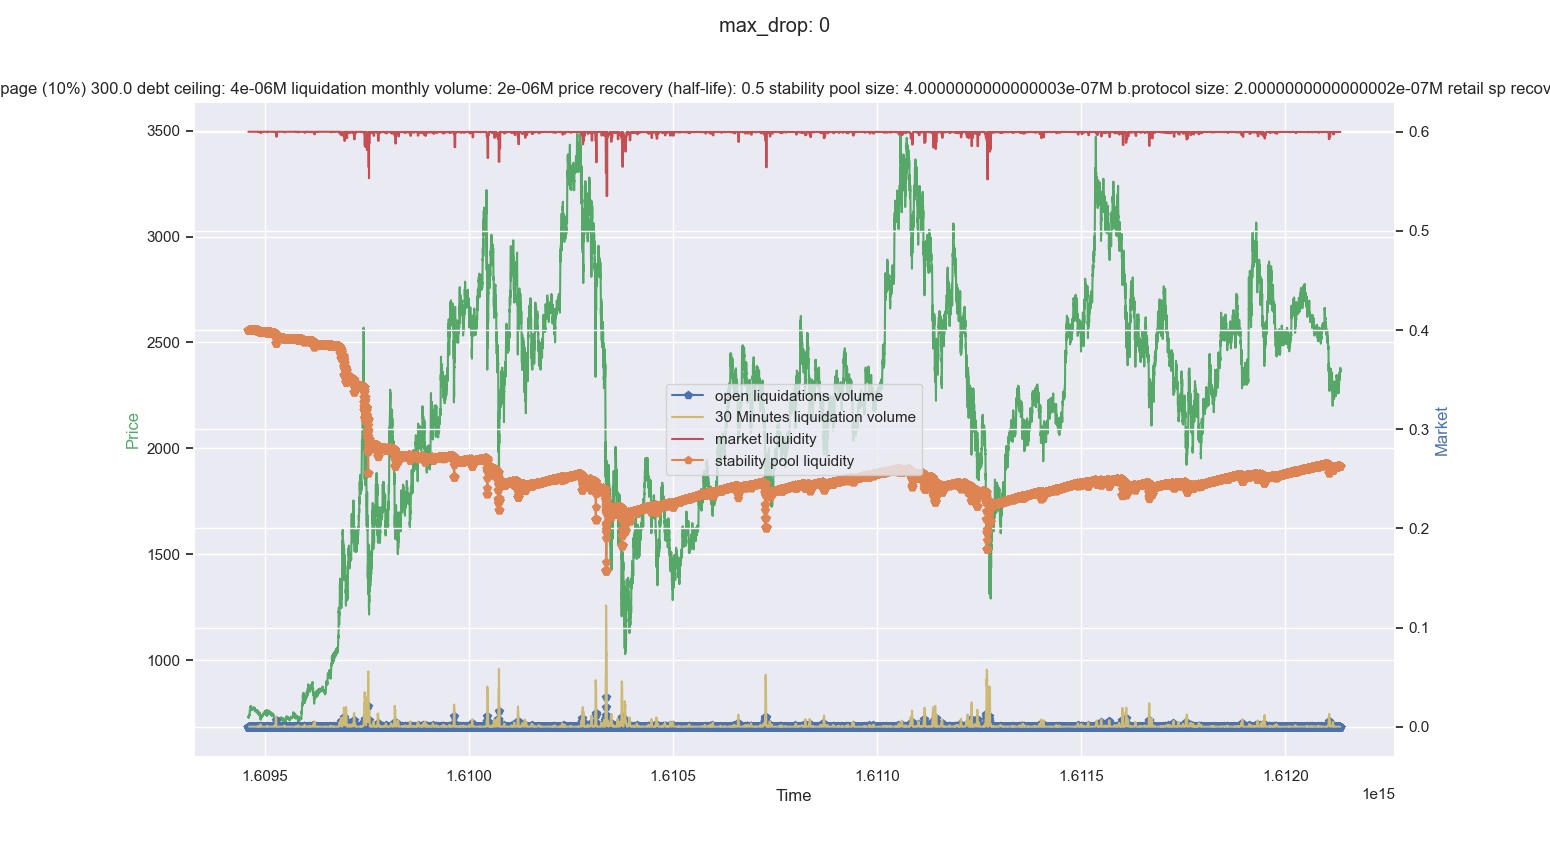 max_drop: 0
page (10%) 300.0 debt ceiling: 4e-06M liquidation monthly volume: 2e-06M price recovery (half-life): 0.5 stability pool size: 4.0000000000000003e-07M b.protocol size: 2.0000000000000002e-07M retail sp recov
3500
3000
2500
2000
1500
1000
Price
0.6
0.5
0.4
0.3
0.2
0.1
0.0
Market
open liquidations volume
30 Minutes liquidation volume
market liquidity
stability pool liquidity
1.6095 1.6100 1.6105 1.6110 1.6115 1.6120
1e15
Time